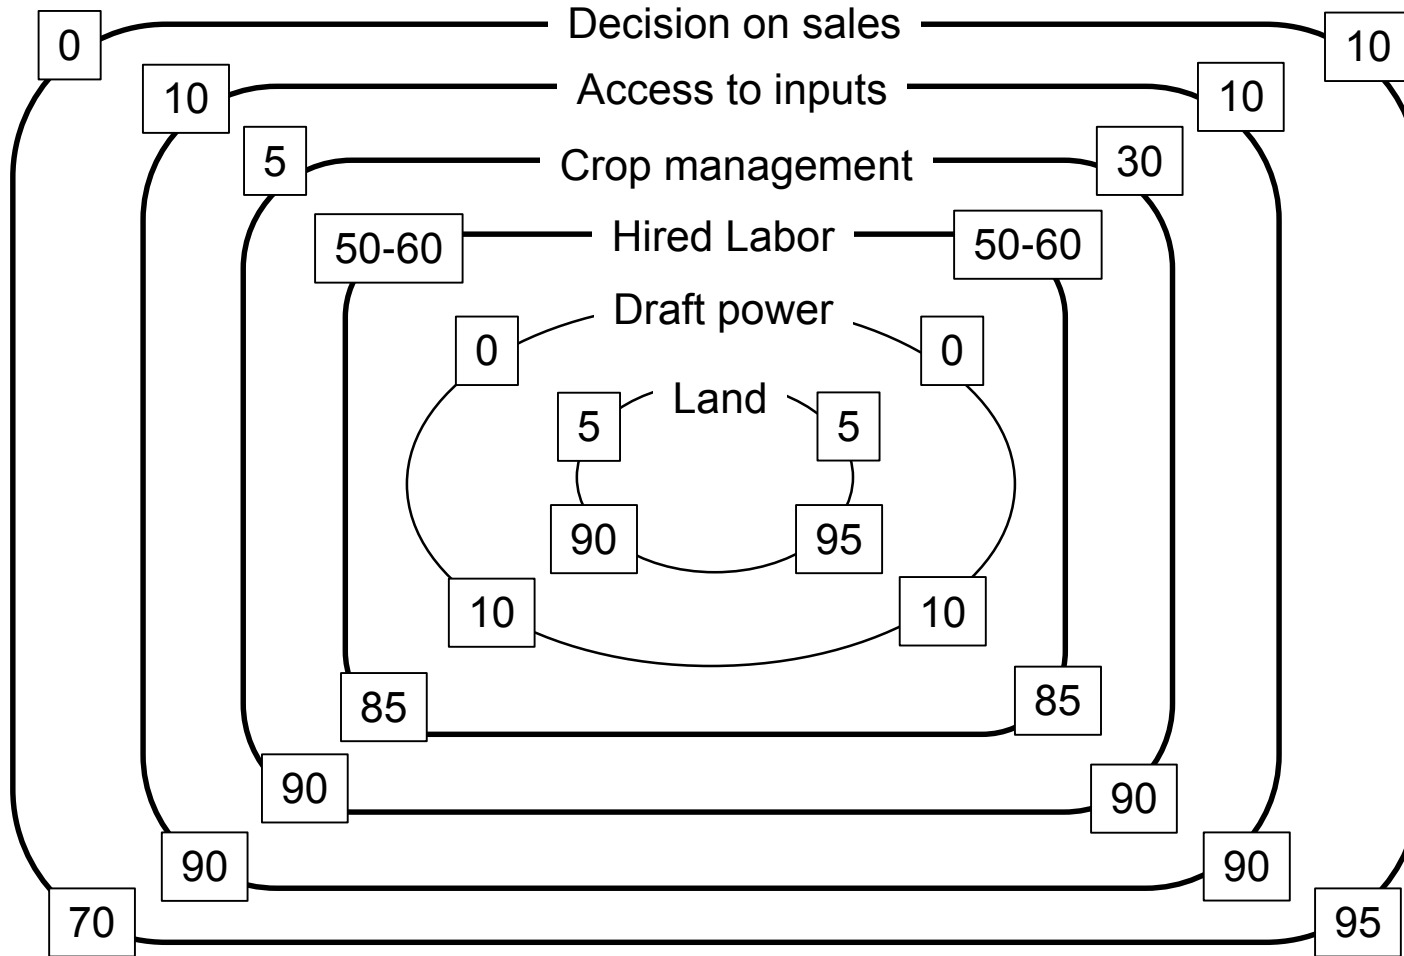 0 Decision on sales 10
10 Access to inputs 10
5 Crop management 30
50-60 Hired Labor 50-60
Draft power
0 0
Land
5 5
90 95
10 10
85 85
90 90
90 90
70 95